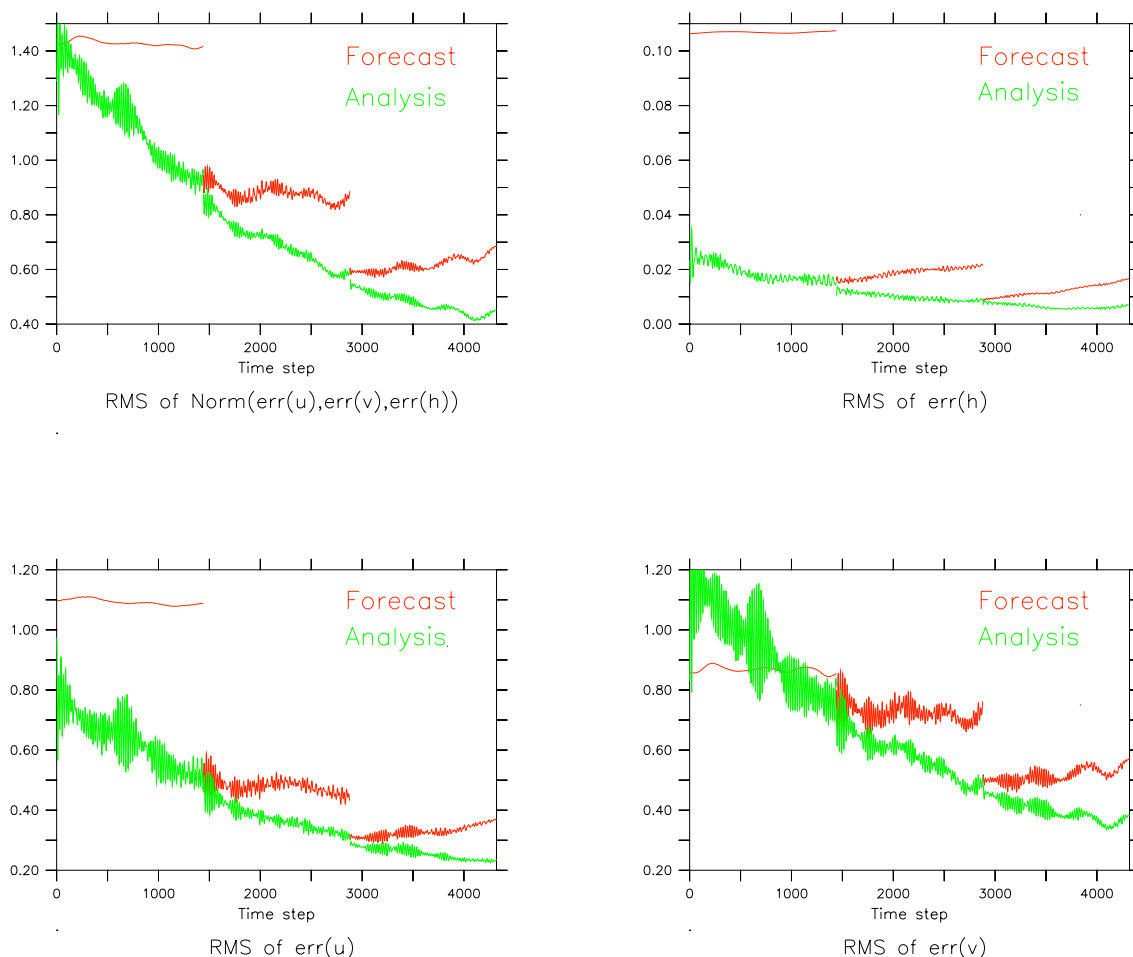 1.40
1.20
1.00
0.80
0.60
0.40
Forecast
Analysis
0 1000 2000 3000 4000
Time step
RMS of Norm(err(u),err(v),err(h))
0.10
0.08
0.06
0.04
0.02
0.00
Forecast
Analysis
0 1000 2000 3000 4000
Time step
RMS of err(h)
1.20
1.00
0.80
0.60
0.40
0.20
Forecast
Analysis
0 1000 2000 3000 4000
Time step
RMS of err(u)
1.20
1.00
0.80
0.60
0.40
0.20
Forecast
Analysis
0 1000 2000 3000 4000
Time step
RMS of err(v)